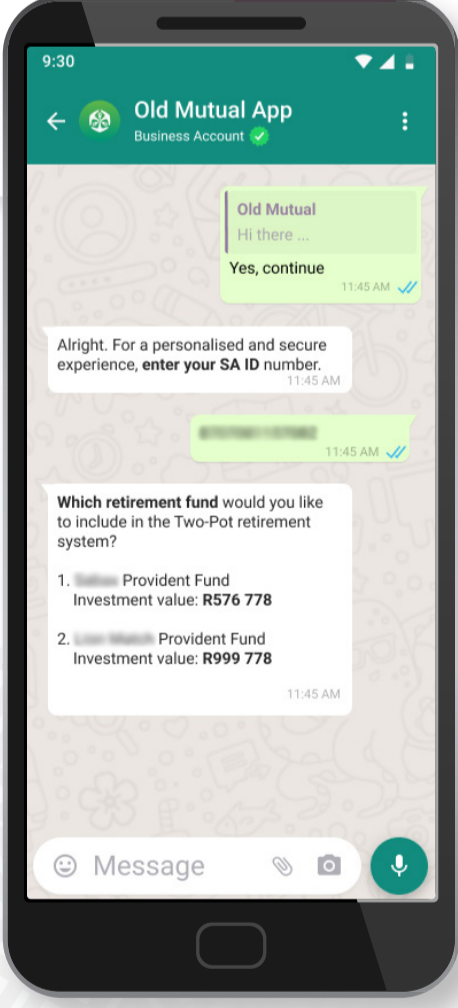 9:30
Old Mutual App
Business Account
Old Mutual
Hi there ...
Yes, continue
11:45 AM
Alright. For a personalised and secure
experience, enter your SA ID number.
11:45 AM
11:45 AM
Which retirement fund would you like
to include in the Two-Pot retirement
system?
1. Provident Fund
Investment value: R576 778
2. Provident Fund
Investment value: R999 778
11:45 AM
Message